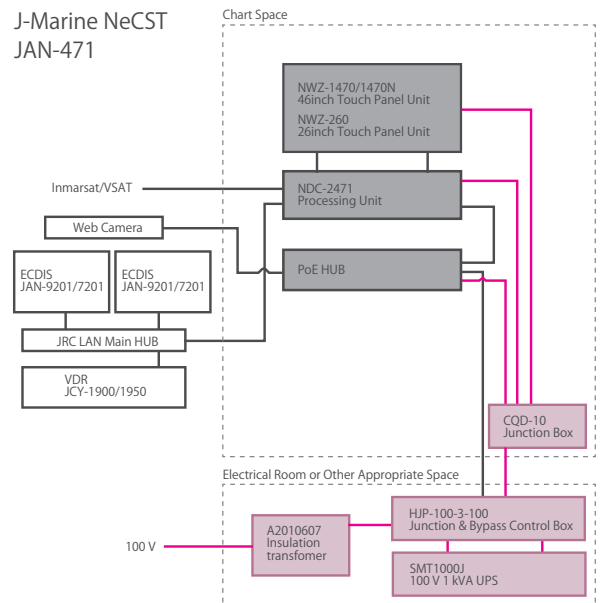 J-Marine NeCST
JAN-471
Chart Space
NWZ-1470/1470N
46inch Touch Panel Unit
NWZ-260
26inch Touch Panel Unit
Inmarsat/VSAT
NDC-2471
Processing Unit
Web Camera
PoE HUB
ECDIS
JAN-9201/7201
ECDIS
JAN-9201/7201
JRC LAN Main HUB
VDR
JCY-1900/1950
CQD-10
Junction Box
Electrical Room or Other Appropriate Space
HJP-100-3-100
Junction & Bypass Control Box
100 V
A2010607
Insulation
transfomer
SMT1000J
100 V 1 kVA UPS